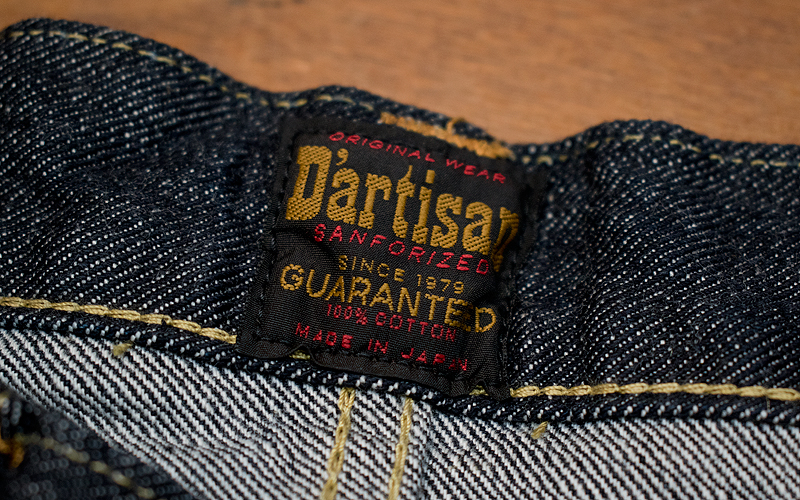 ORIGINAL WEAR
D'artisan
SANFORIZED
SINCE 1979
GUARANTEED
100% COTTON
MADE IN JAPAN